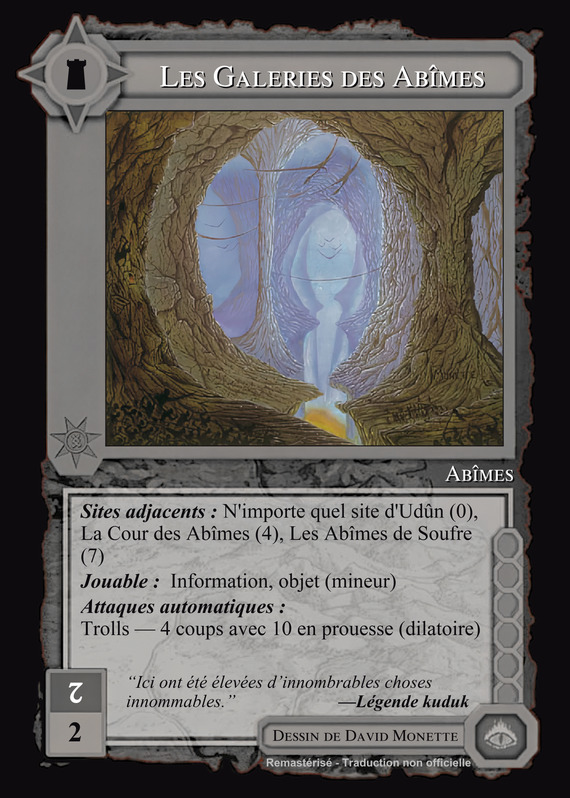 Les Galeries des Abîmes
Abîmes
Sites adjacents : N'importe quel site d'Udûn (0),
La Cour des Abîmes (4), Les Abîmes de Soufre
(7)
Jouable : Information, objet (mineur)
Attaques automatiques :
Trolls — 4 coups avec 10 en prouesse (dilatoire)
“Ici ont été élevées d’innombrables choses
innommables.” —Légende kuduk
2
2
Dessin de David Monette
Remastérisé - Traduction non officielle